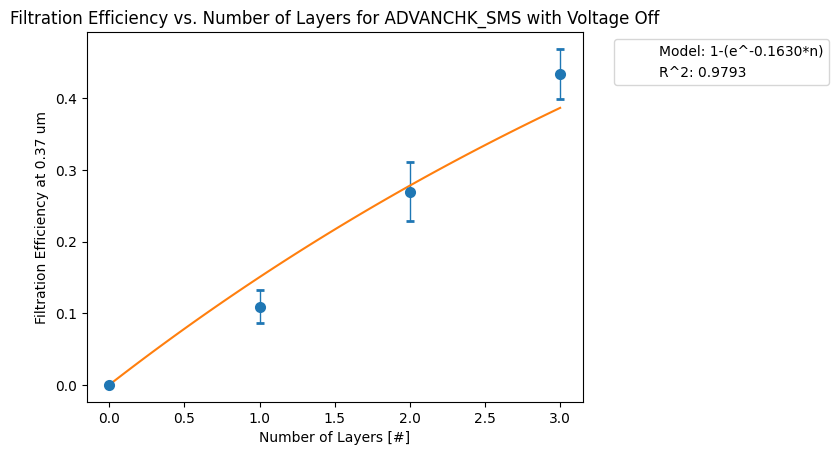 Filtration Efficiency vs. Number of Layers for ADVANCHK_SMS with Voltage Off
Model: 1-(e^-0.1630*n)
R^2: 0.9793
Filtration Efficiency at 0.37 um
0.4
0.3
0.2
0.1
0.0
0.0 0.5 1.0 1.5 2.0 2.5 3.0
Number of Layers [#]